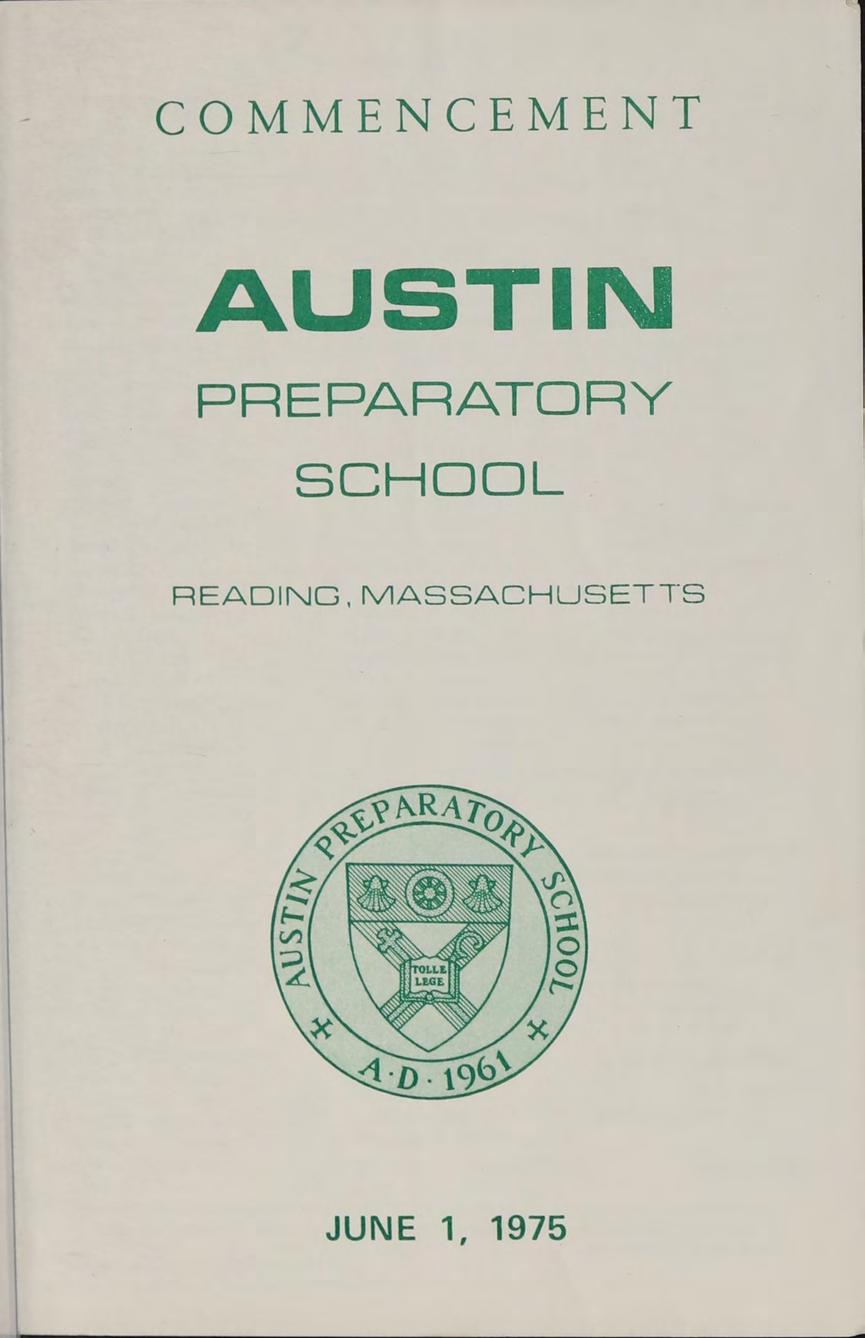 COMMENCEMENT
AUSTIN
PREPARATORY
SCHOOL
READING, MASSACHUSETTS
AUSTIN PREPARATORY SCHOOL
TOLLE
LEGE
A·D·1961
JUNE 1, 1975